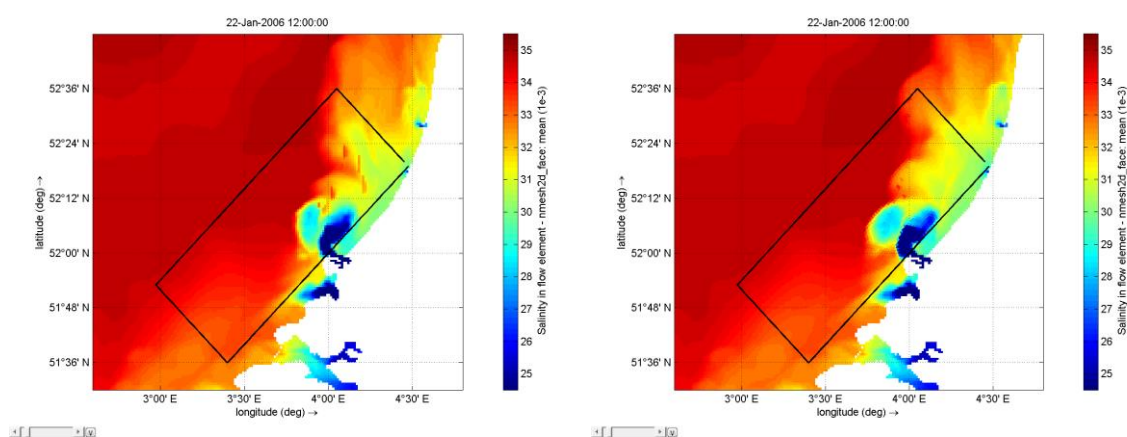 22-Jan-2006 12:00:00
52°36' N
52°24' N
52°12' N
52°00' N
51°48' N
51°36' N
latitude (deg) →
3°00' E
3°30' E
4°00' E
4°30' E
longitude (deg) →
35
34
33
32
31
30
29
28
27
26
25
Salinity in flow element - nmesh2d_face: mean (1e-3)
v
22-Jan-2006 12:00:00
52°36' N
52°24' N
52°12' N
52°00' N
51°48' N
51°36' N
latitude (deg) →
3°00' E
3°30' E
4°00' E
4°30' E
longitude (deg) →
35
34
33
32
31
30
29
28
27
26
25
Salinity in flow element - nmesh2d_face: mean (1e-3)
v